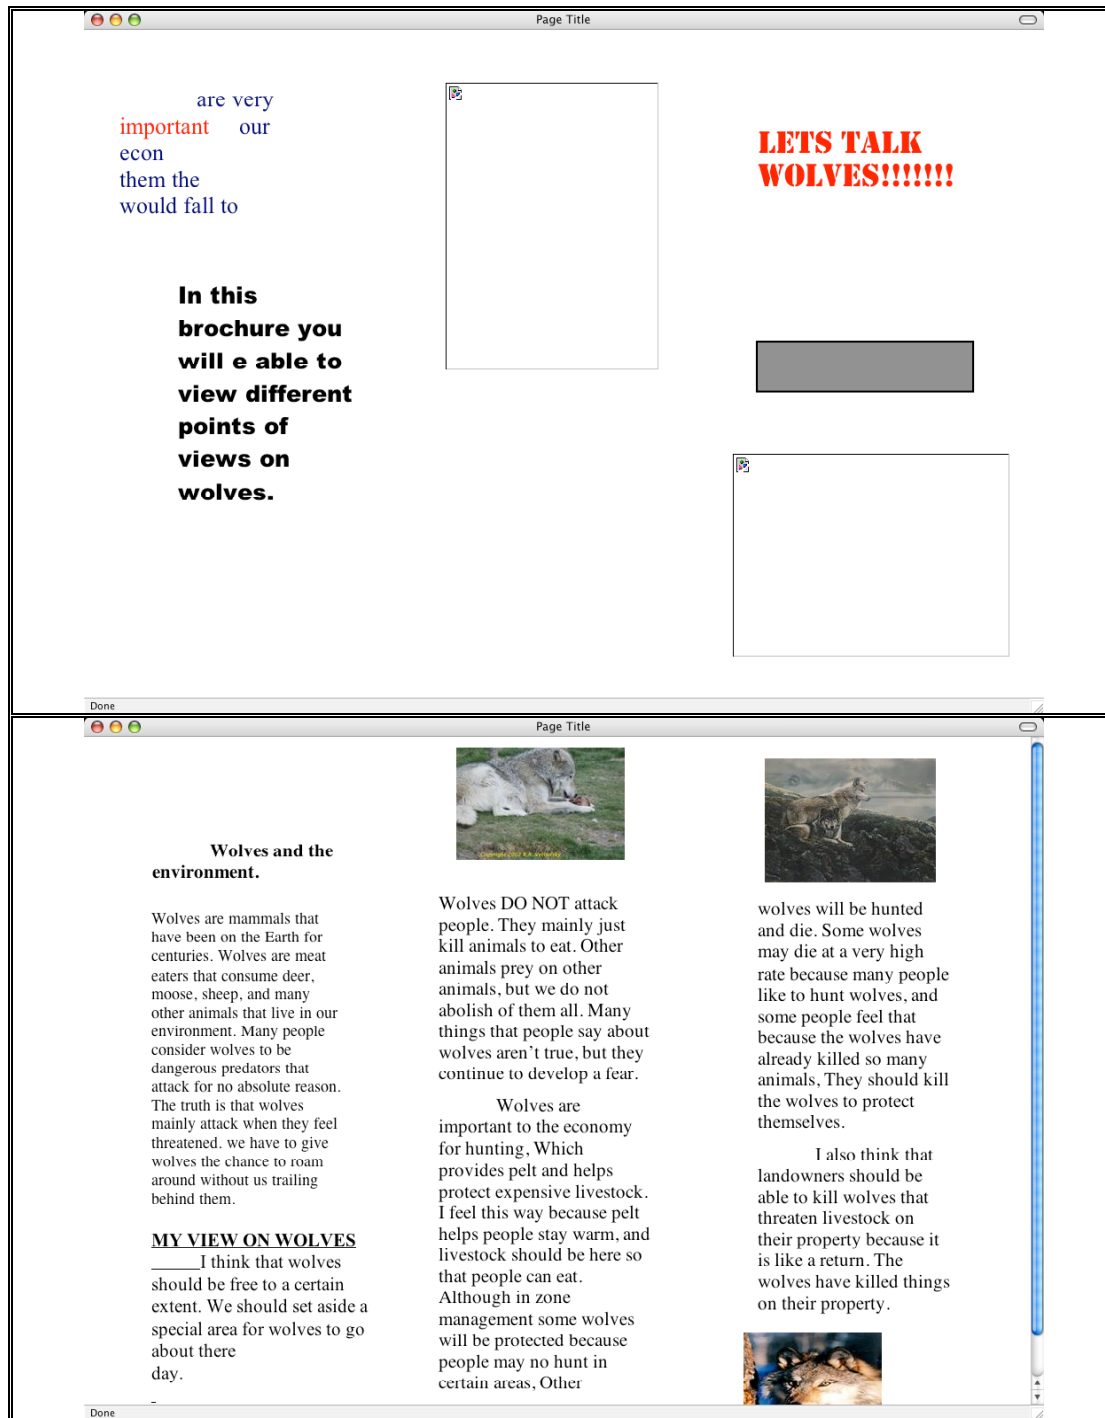 Page Title
are very
important our
econ
them the
would fall to
In this
brochure you
will e able to
view different
points of
views on
wolves.
LETS TALK
WOLVES!!!!!!!
Done
Page Title
Wolves and the
environment.
Wolves are mammals that
have been on the Earth for
centuries. Wolves are meat
eaters that consume deer,
moose, sheep, and many
other animals that live in our
environment. Many people
consider wolves to be
dangerous predators that
attack for no absolute reason.
The truth is that wolves
mainly attack when they feel
threatened. we have to give
wolves the chance to roam
around without us trailing
behind them.
MY VIEW ON WOLVES
I think that wolves
should be free to a certain
extent. We should set aside a
special area for wolves to go
about there
day.
Wolves DO NOT attack
people. They mainly just
kill animals to eat. Other
animals prey on other
animals, but we do not
abolish of them all. Many
things that people say about
wolves aren't true, but they
continue to develop a fear.
Wolves are
important to the economy
for hunting, Which
provides pelt and helps
protect expensive livestock.
I feel this way because pelt
helps people stay warm, and
livestock should be here so
that people can eat.
Although in zone
management some wolves
will be protected because
people may no hunt in
certain areas, Other
wolves will be hunted
and die. Some wolves
may die at a very high
rate because many people
like to hunt wolves, and
some people feel that
because the wolves have
already killed so many
animals, They should kill
the wolves to protect
themselves.
I also think that
landowners should be
able to kill wolves that
threaten livestock on
their property because it
is like a return. The
wolves have killed things
on their property.
Done